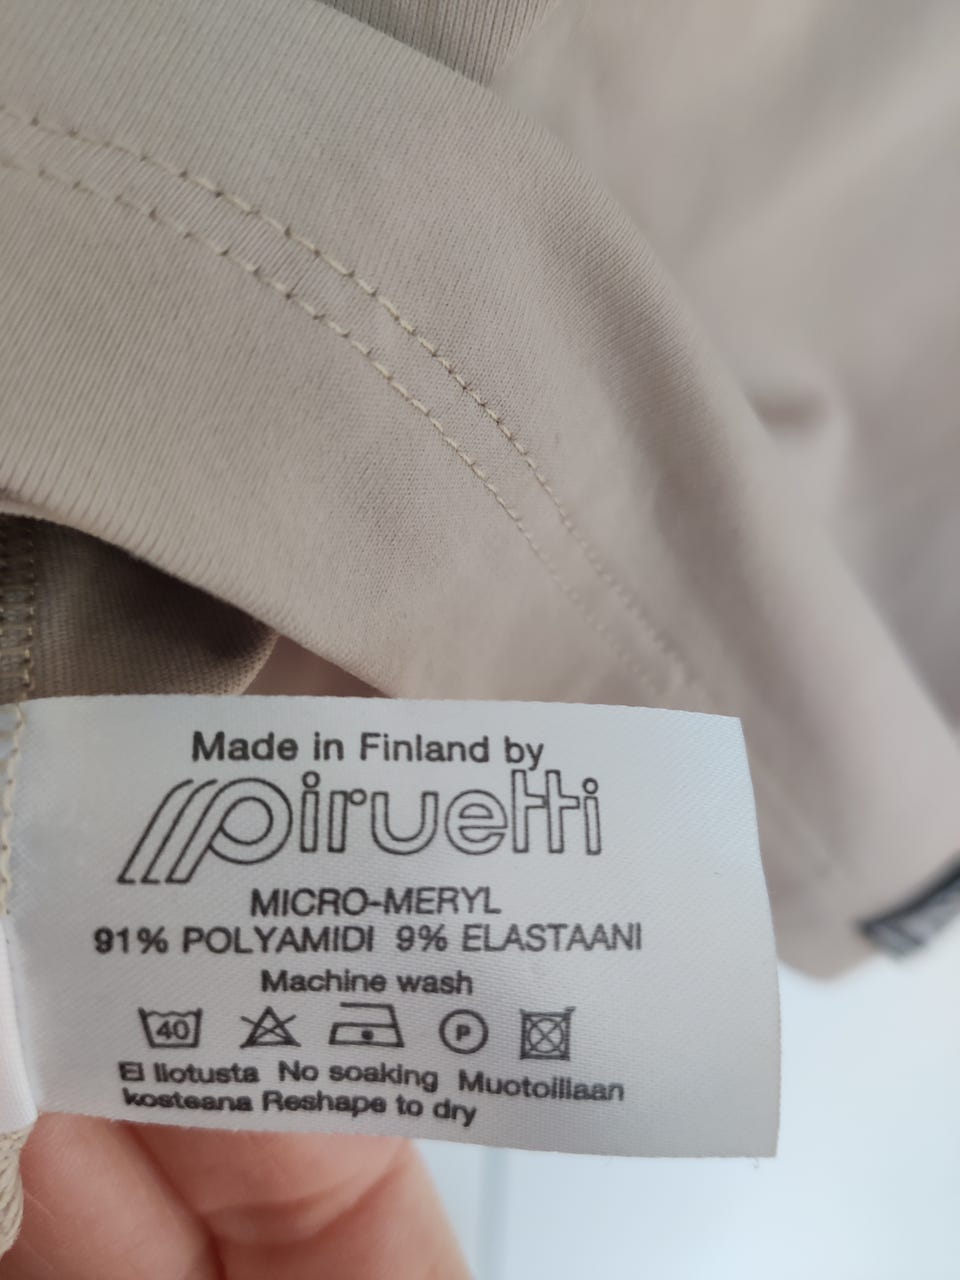 Made in Finland by
piruetti
MICRO-MERYL
91% POLYAMIDI 9% ELASTAANI
Machine wash
40 P
Ei liotusta No soaking Muotoillaan
kosteana Reshape to dry